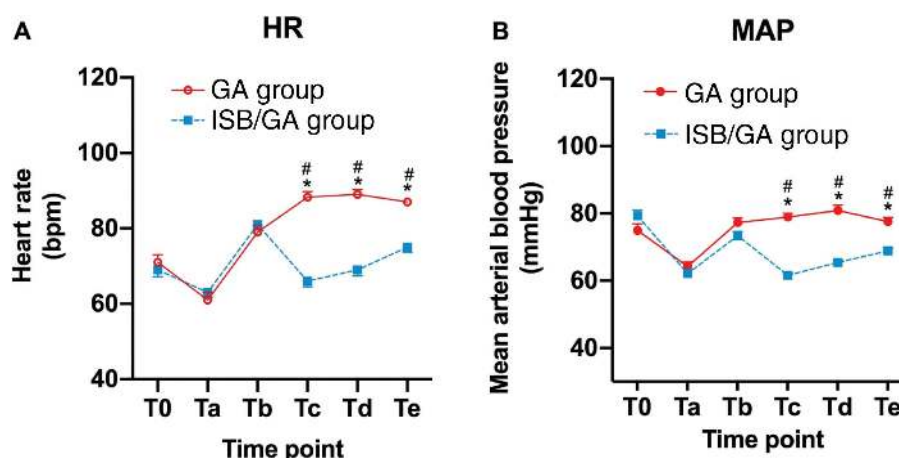 A
HR
Heart rate
(bpm)
120
100
80
60
40
GA group
ISB/GA group
#
*
#
*
#
*
T0 Ta Tb Tc Td Te
Time point
B
MAP
Mean arterial blood pressure
(mmHg)
120
100
80
60
40
GA group
ISB/GA group
#
*
#
*
#
*
T0 Ta Tb Tc Td Te
Time point